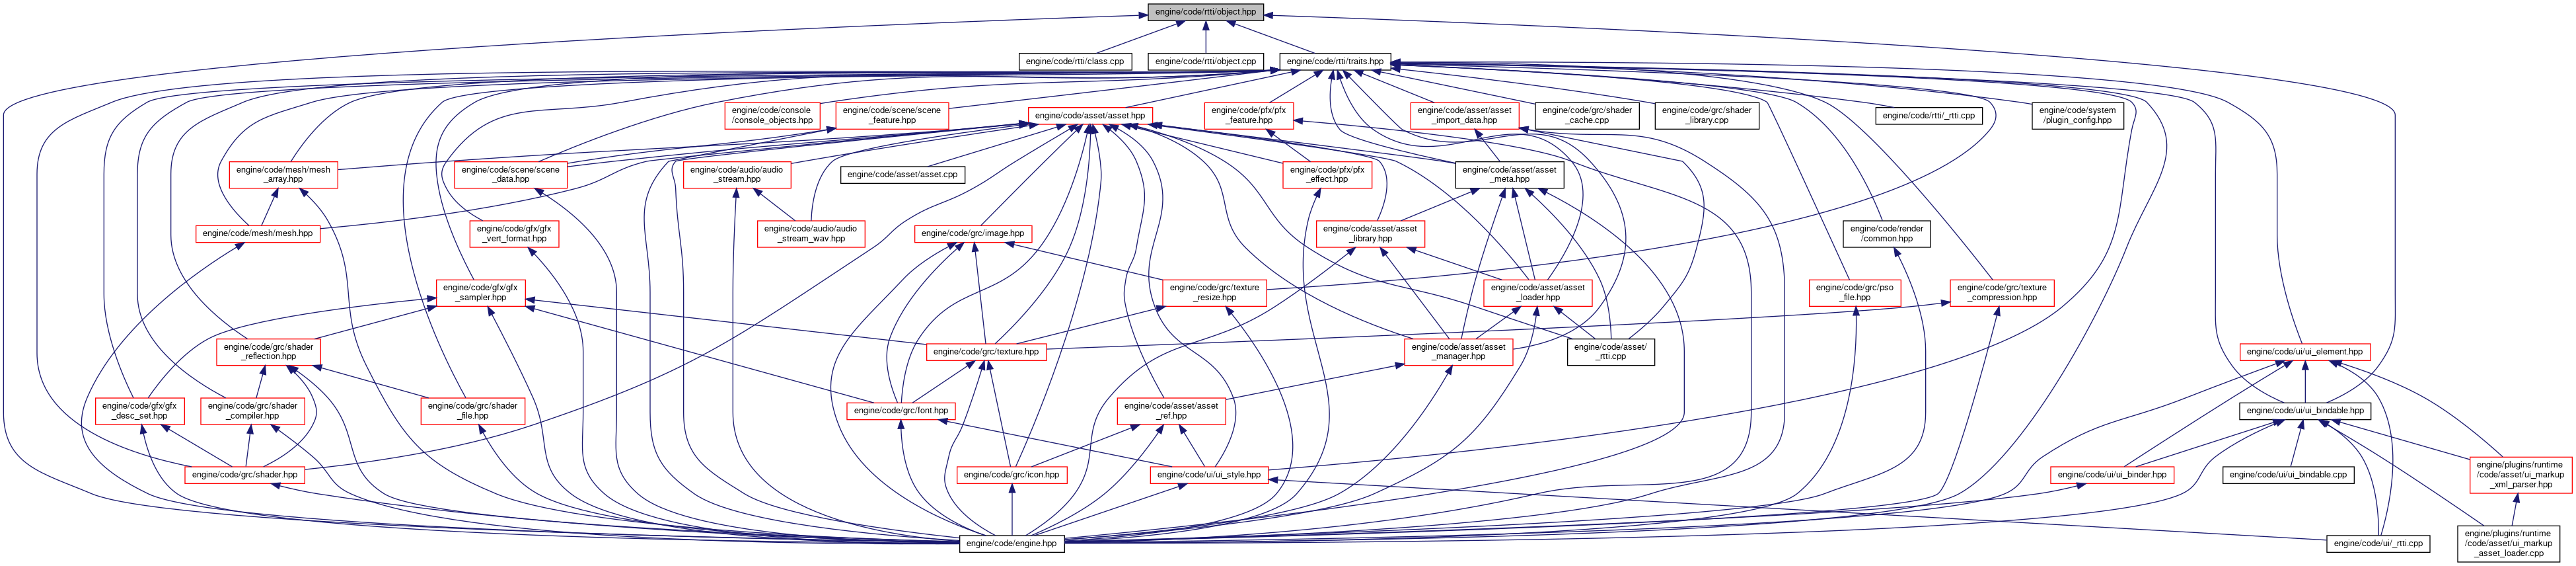 engine/code/rtti/object.hpp
engine/code/rtti/class.cpp
engine/code/rtti/object.cpp
engine/code/rtti/traits.hpp
engine/code/console
/console_objects.hpp
engine/code/scene/scene
_feature.hpp
engine/code/asset/asset.hpp
engine/code/pfx/pfx
_feature.hpp
engine/code/asset/asset
_import_data.hpp
engine/code/grc/shader
_cache.cpp
engine/code/grc/shader
_library.cpp
engine/code/rtti/_rtti.cpp
engine/code/system
/plugin_config.hpp
engine/code/mesh/mesh
_array.hpp
engine/code/scene/scene
_data.hpp
engine/code/audio/audio
_stream.hpp
engine/code/asset/asset.cpp
engine/code/pfx/pfx
_effect.hpp
engine/code/asset/asset
_meta.hpp
engine/code/mesh/mesh.hpp
engine/code/gfx/gfx
_vert_format.hpp
engine/code/audio/audio
_stream_wav.hpp
engine/code/grc/image.hpp
engine/code/asset/asset
_library.hpp
engine/code/render
/common.hpp
engine/code/gfx/gfx
_sampler.hpp
engine/code/grc/texture
_resize.hpp
engine/code/asset/asset
_loader.hpp
engine/code/grc/pso
_file.hpp
engine/code/grc/texture
_compression.hpp
engine/code/grc/shader
_reflection.hpp
engine/code/grc/texture.hpp
engine/code/asset/asset
_manager.hpp
engine/code/asset/
_rtti.cpp
engine/code/ui/ui_element.hpp
engine/code/gfx/gfx
_desc_set.hpp
engine/code/grc/shader
_compiler.hpp
engine/code/grc/shader
_file.hpp
engine/code/grc/font.hpp
engine/code/asset/asset
_ref.hpp
engine/code/ui/ui_bindable.hpp
engine/code/grc/shader.hpp
engine/code/grc/icon.hpp
engine/code/ui/ui_style.hpp
engine/code/ui/ui_binder.hpp
engine/code/ui/ui_bindable.cpp
engine/plugins/runtime
/code/asset/ui_markup
_xml_parser.hpp
engine/code/engine.hpp
engine/code/ui/_rtti.cpp
engine/plugins/runtime
/code/asset/ui_markup
_asset_loader.cpp